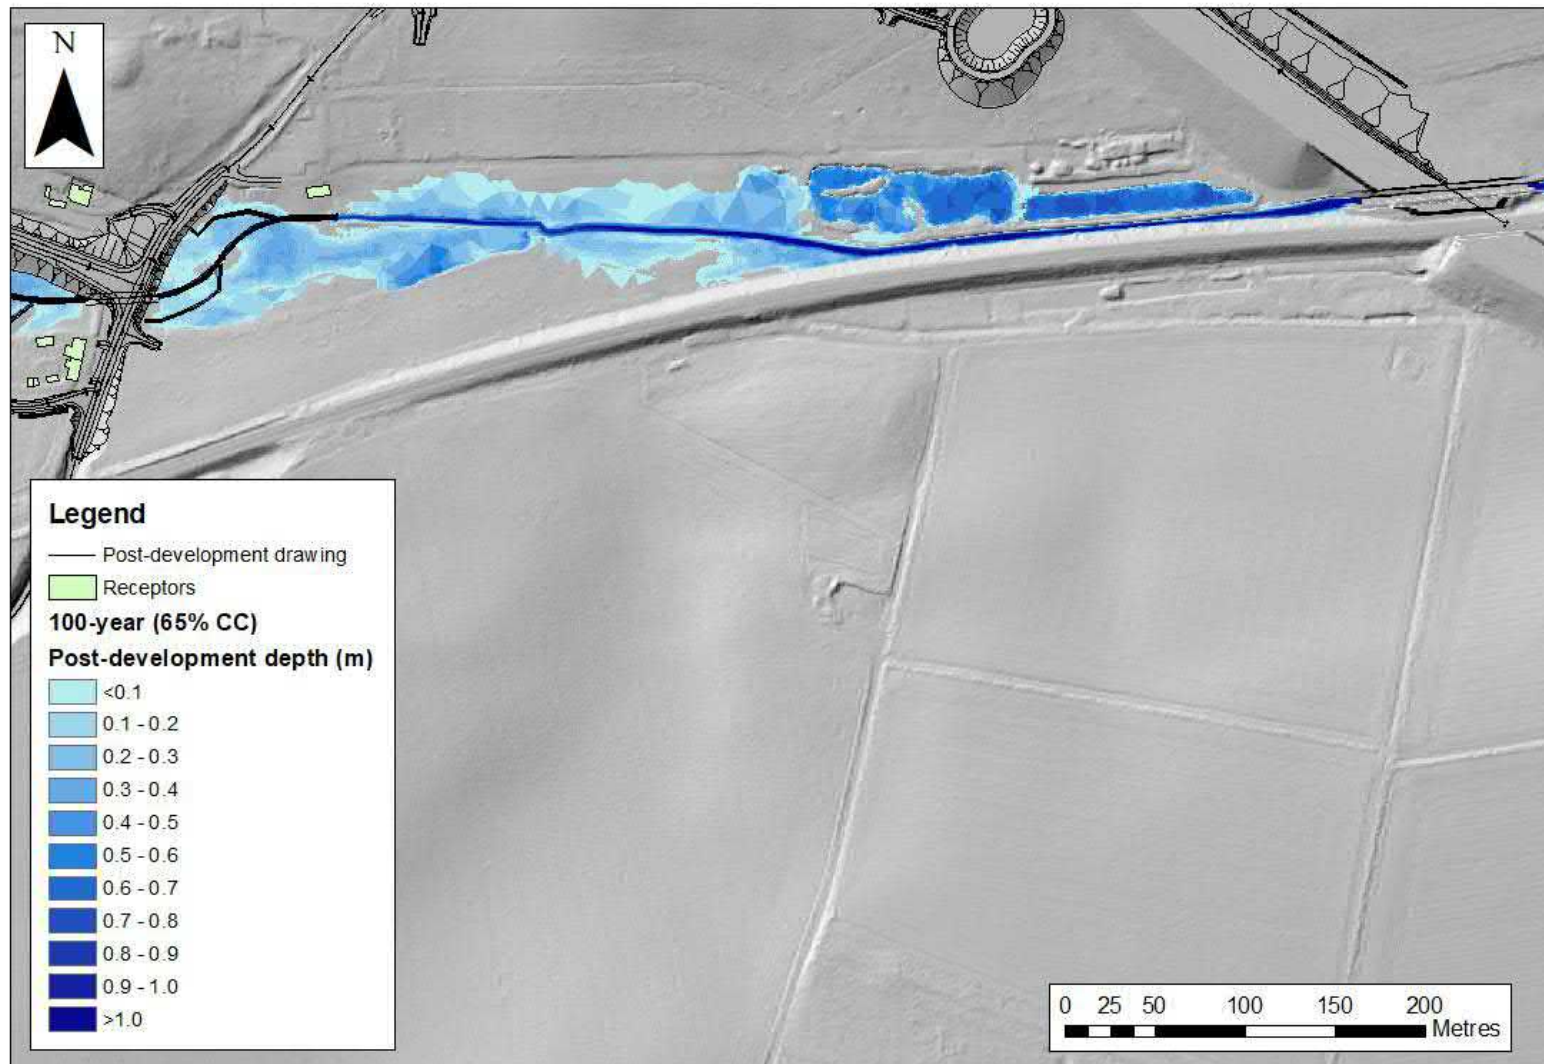 N
Legend
Post-development drawing
Receptors
100-year (65% CC)
Post-development depth (m)
<0.1
0.1 - 0.2
0.2 - 0.3
0.3 - 0.4
0.4 - 0.5
0.5 - 0.6
0.6 - 0.7
0.7 - 0.8
0.8 - 0.9
0.9 - 1.0
>1.0
0 25 50 100 150 200
Metres